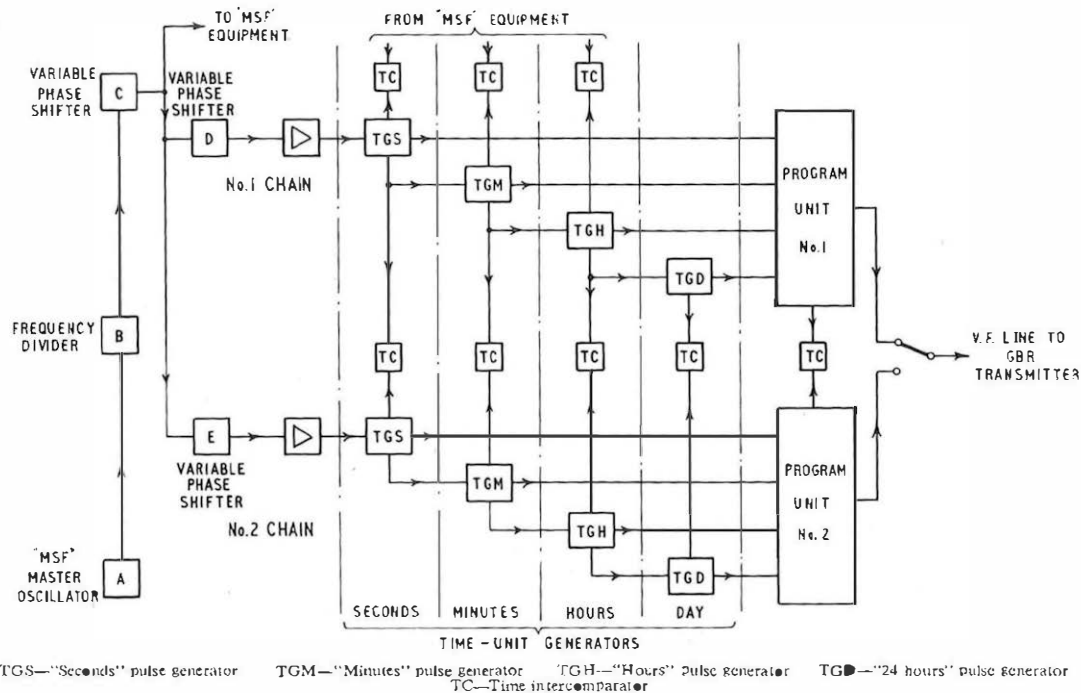 TO "MSF"
EQUIPMENT
FROM "MSF" EQUIPMENT
VARIABLE
PHASE
SHIFTER
C
VARIABLE
PHASE
SHIFTER
D
No.1 CHAIN
TC
TC
TC
TGS
TGM
TGH
TGD
PROGRAM
UNIT
No.1
FREQUENCY
DIVIDER
B
TC
TC
TC
TC
TC
V.F. LINE TO
GBR
TRANSMITTER
E
VARIABLE
PHASE
SHIFTER
No.2 CHAIN
TGS
TGM
TGH
TGD
PROGRAM
UNIT
No.2
"MSF"
MASTER
OSCILLATOR
A
SECONDS
MINUTES
HOURS
DAY
TIME-UNIT GENERATORS
TGS—"Seconds" pulse generator TGM—"Minutes" pulse generator TGH—"Hours" pulse generator TGD—"24 hours" pulse generator
TC—Time intercomparator